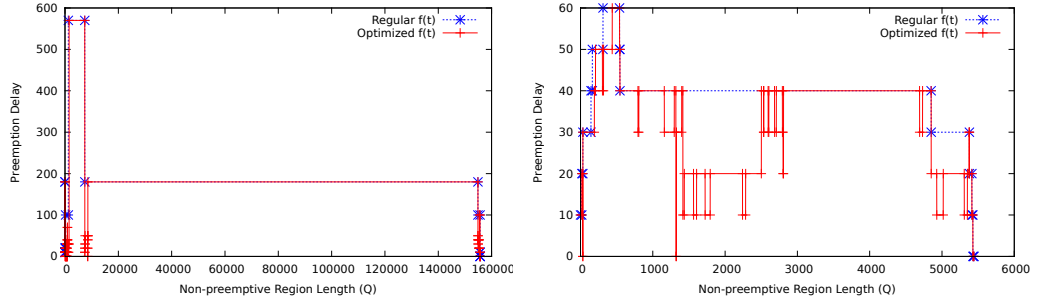 600
500
400
300
200
100
0
Preemption Delay
0 20000 40000 60000 80000 100000 120000 140000 160000
Non-preemptive Region Length (Q)
Regular f(t)
Optimized f(t)
60
50
40
30
20
10
0
Preemption Delay
0 1000 2000 3000 4000 5000 6000
Non-preemptive Region Length (Q)
Regular f(t)
Optimized f(t)